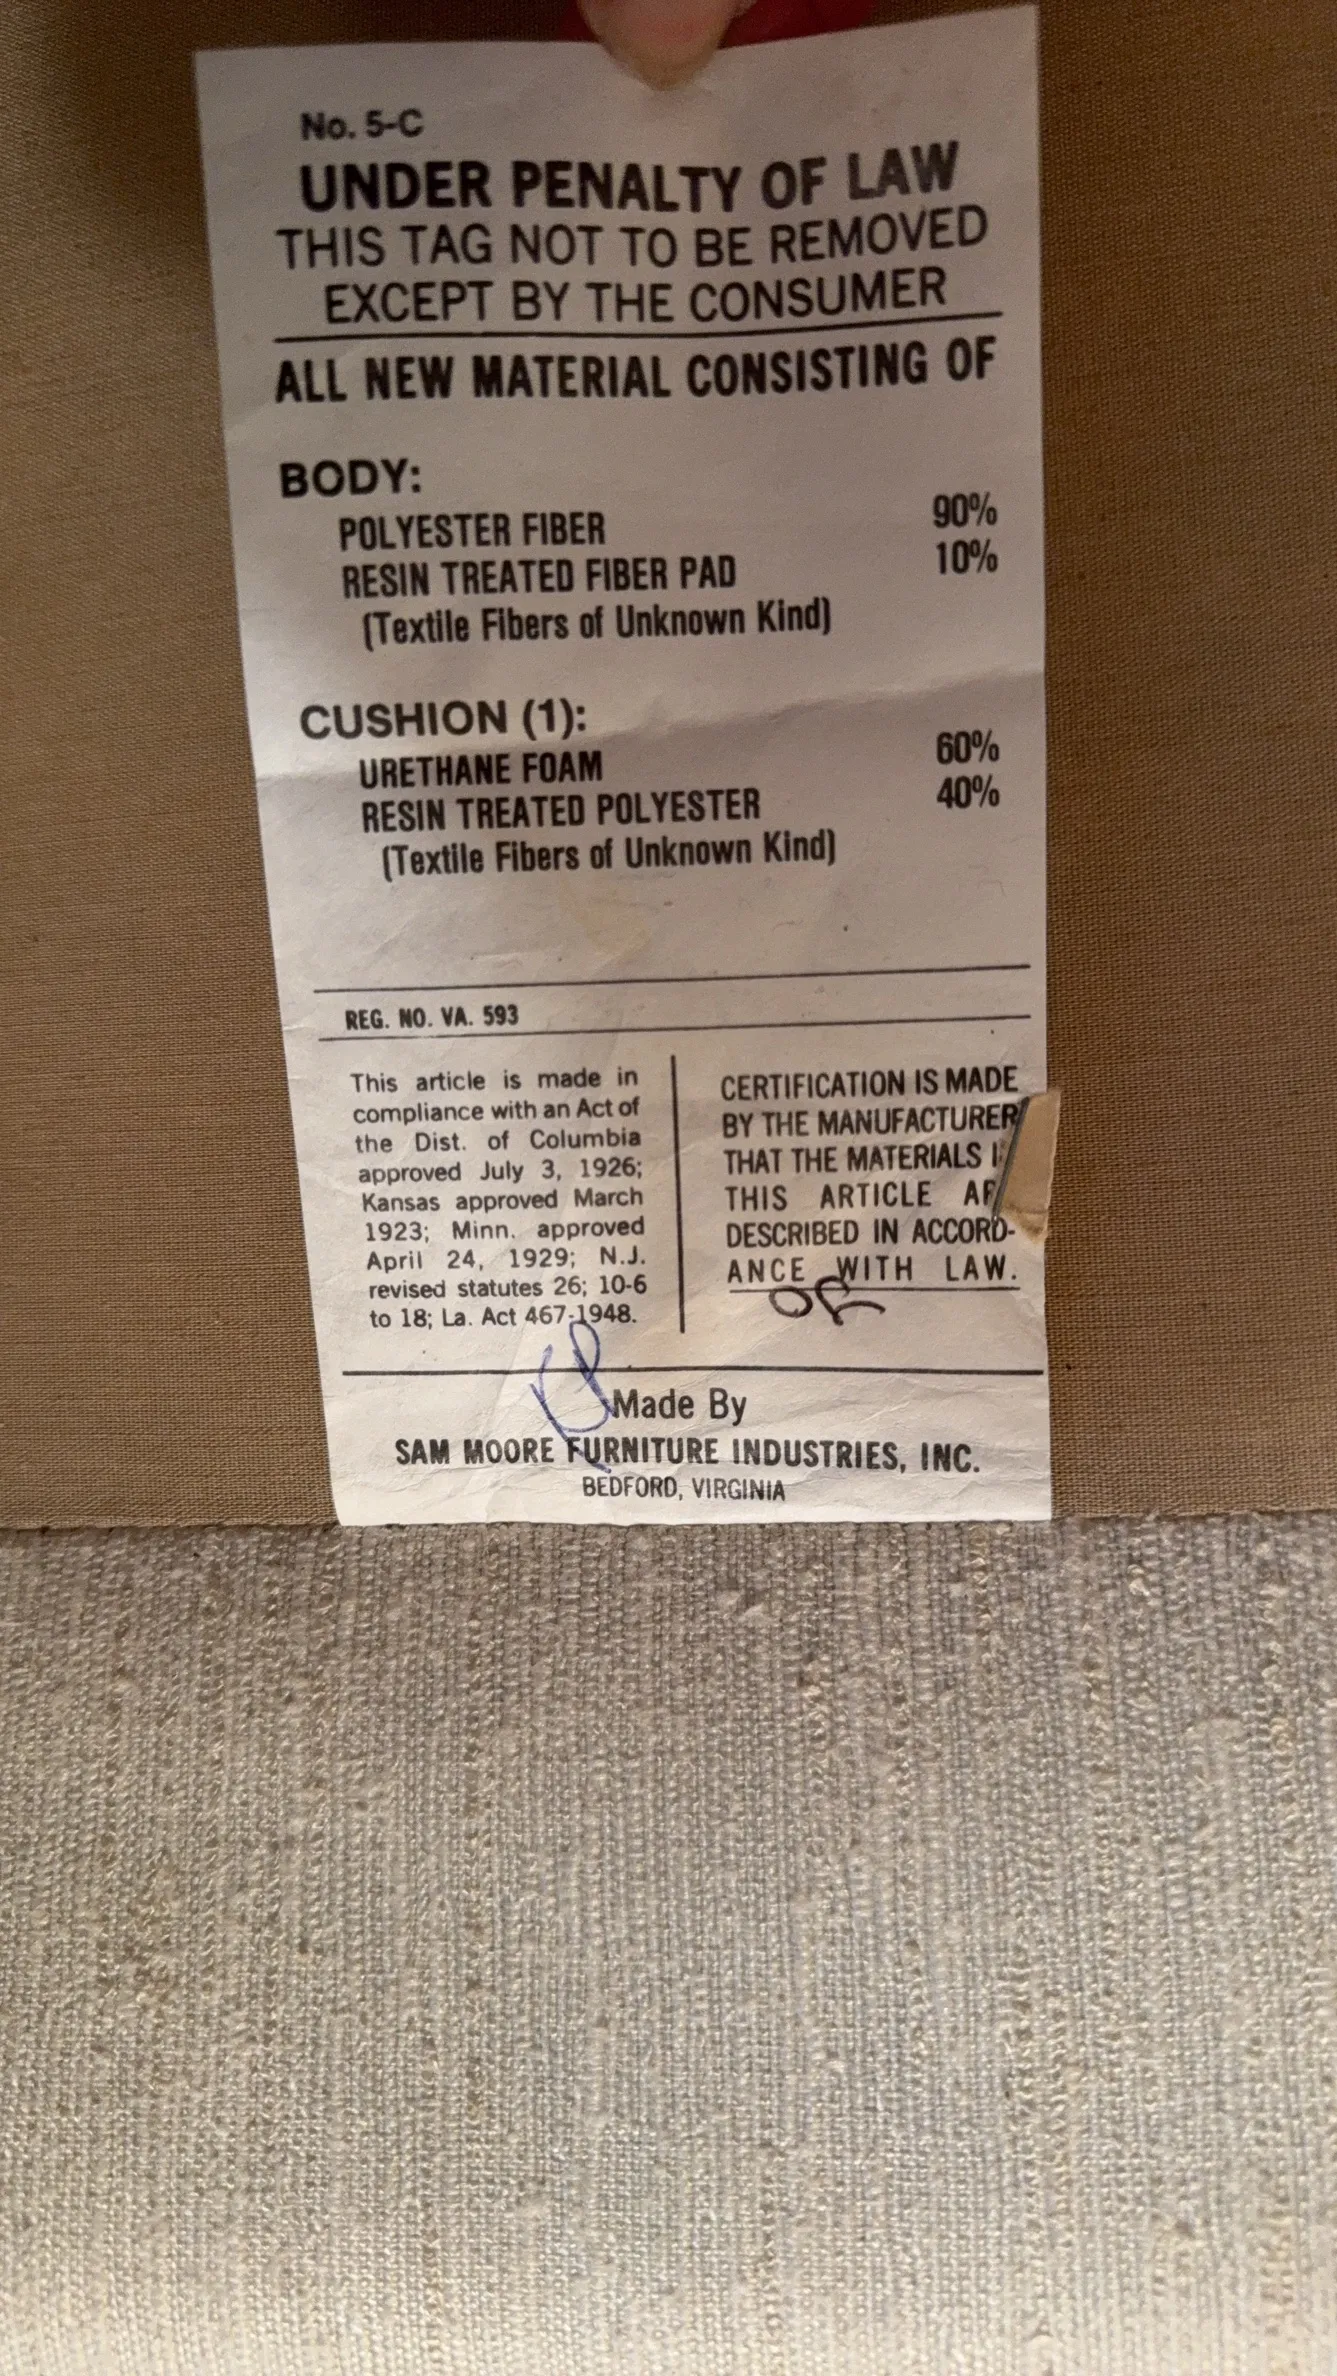 No. 5-C
UNDER PENALTY OF LAW
THIS TAG NOT TO BE REMOVED
EXCEPT BY THE CONSUMER
ALL NEW MATERIAL CONSISTING OF
BODY:
POLYESTER FIBER 90%
RESIN TREATED FIBER PAD 10%
(Textile Fibers of Unknown Kind)
CUSHION (1):
URETHANE FOAM 60%
RESIN TREATED POLYESTER 40%
(Textile Fibers of Unknown Kind)
REG. NO. VA. 593
This article is made in
compliance with an Act of
the Dist. of Columbia
approved July 3, 1926;
Kansas approved March
1923; Minn. approved
April 24, 1929; N.J.
revised statutes 26; 10-6
to 18; La. Act 467-1948.
CERTIFICATION IS MADE
BY THE MANUFACTURER
THAT THE MATERIALS
THIS ARTICLE
DESCRIBED IN ACCORD-
ANCE WITH LAW.
Made By
SAM MOORE FURNITURE INDUSTRIES, INC.
BEDFORD, VIRGINIA